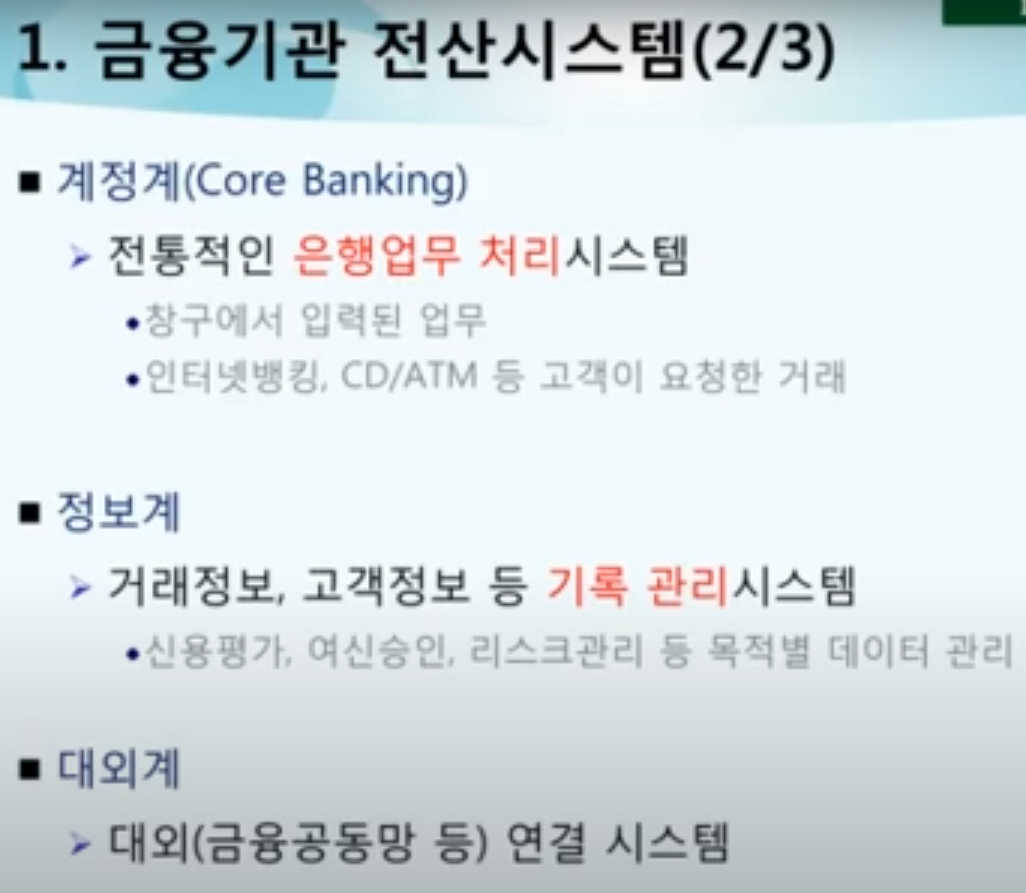 1. 금융기관 전산시스템(2/3)
■ 계정계(Core Banking)
➢ 전통적인 은행업무 처리시스템
•창구에서 입력된 업무
•인터넷뱅킹, CD/ATM 등 고객이 요청한 거래
■ 정보계
➢ 거래정보, 고객정보 등 기록 관리시스템
•신용평가, 여신승인, 리스크관리 등 목적별 데이터 관리
■ 대외계
➢ 대외(금융공동망 등) 연결 시스템